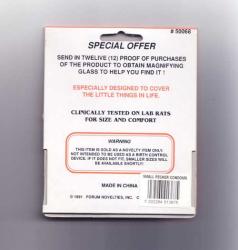 # 50066
SPECIAL OFFER
SEND IN TWELIVE (12) PROOF OF PURCHASES
OF THE PRODUCT TO OBTAIN MAGNIFYING
GLASS TO HELP YOU FIND IT !
ESPECIALLY DESIGNED TO COVER
THE LITTLE THINGS IN LIFE.
CLINICALLY TESTED ON LAB RATS
FOR SIZE AND COMFORT
WARNING
THIS ITEM IS SOLD AS A NOVELTY ITEM ONLY
NOT INTENDED TO BE USED AS A BIRTH CONTROL
DEVICE. IF IT DOES NOT FIT, SMALLER SIZES WILL
BE AVAILABLE SHORTLY!
MADE IN CHINA
© 1991 FORUM NOVELTIES, INC.
SMALL PECKER CONDOMS